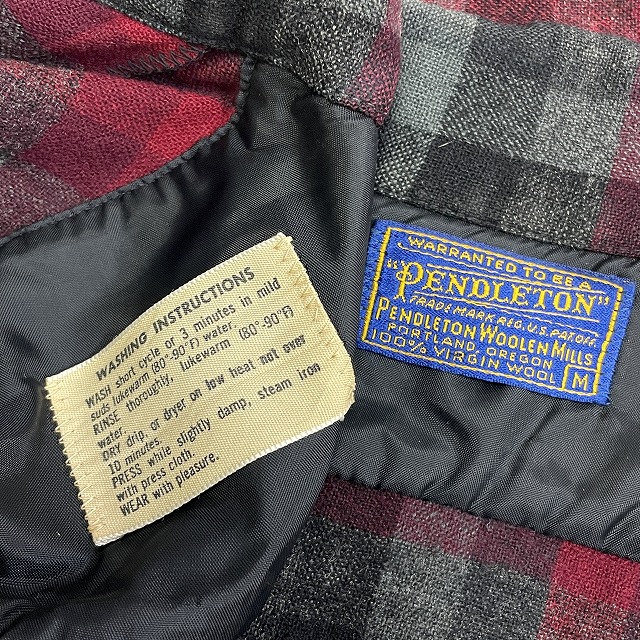 WASHING INSTRUCTIONS
WASH short cycle or 3 minutes in mild
suds lukewarm (80°-90°F) water.
RINSE thoroughly, lukewarm (80°-90°F)
water.
DRY drip, or dryer on low heat not over
10 minutes.
PRESS while slightly damp, steam iron
with press cloth.
WEAR with pleasure.
WARRANTED TO BE A
"PENDLETON"
TRADE MARK REG. U.S. PAT. OFF.
PENDLETON WOOLEN MILLS
PORTLAND, OREGON
100% VIRGIN WOOL M